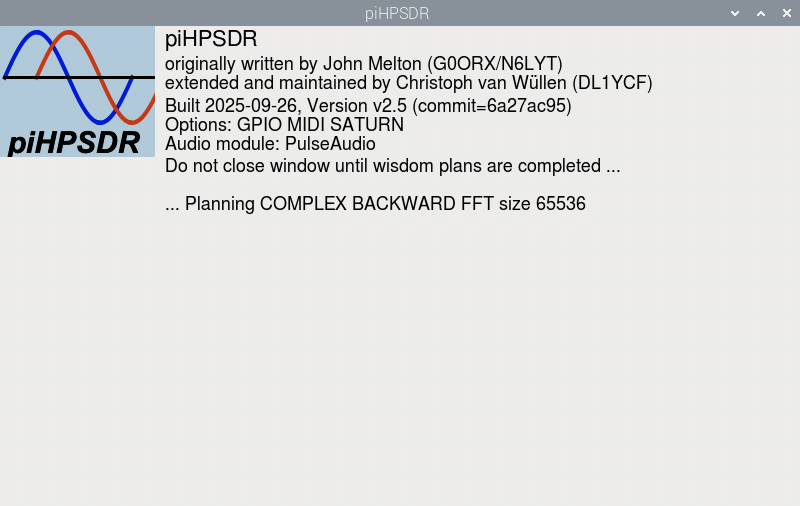 piHPSDR
piHPSDR
originally written by John Melton (G0ORX/N6LYT)
extended and maintained by Christoph van Wüllen (DL1YCF)
Built 2025-09-26, Version v2.5 (commit=6a27ac95)
Options: GPIO MIDI SATURN
Audio module: PulseAudio
piHPSDR
Do not close window until wisdom plans are completed ...
... Planning COMPLEX BACKWARD FFT size 65536